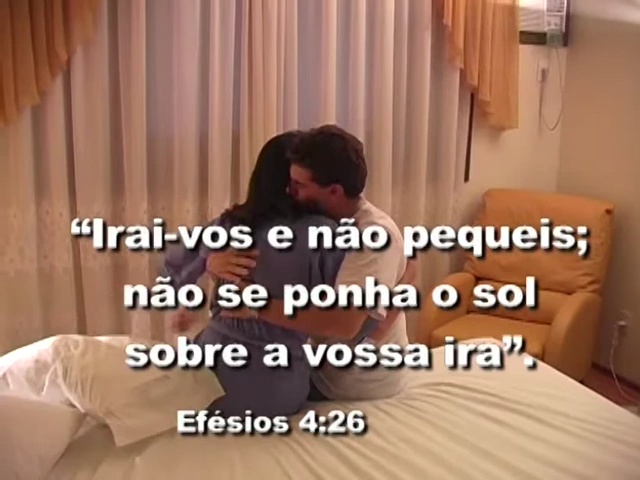 “Irai-vos e não pequeis;
não se ponha o sol
sobre a vossa ira”.
Efésios 4:26